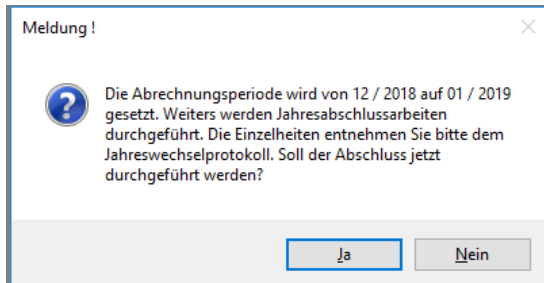 Meldung !
Die Abrechnungsperiode wird von 12 / 2018 auf 01 / 2019
gesetzt. Weiters werden Jahresabschlussarbeiten
durchgeführt. Die Einzelheiten entnehmen Sie bitte dem
Jahreswechselprotokoll. Soll der Abschluss jetzt
durchgeführt werden?
Ja
Nein